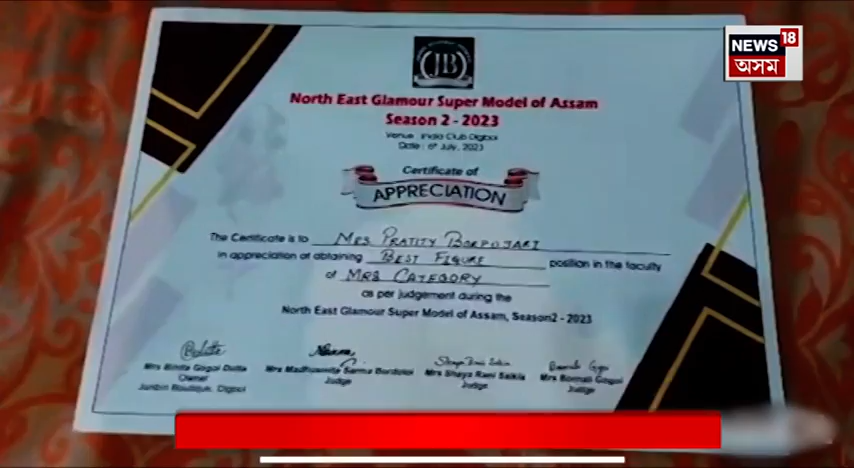 NEWS 18
অসম
JB
North East Glamour Super Model of Assam
Season 2 - 2023
Venue : India Club Digboi
Date : 6th July, 2023
Certificate of
APPRECIATION
The Certificate is to MRS PRATITY BORPUJARI
in appreciation of obtaining BEST FIGURE position in the faculty
of MRS CATEGORY
as per judgement during the
North East Glamour Super Model of Assam, Season2 - 2023
Mrs Binita Gogoi Dutta Mrs Madhusmita Sarma Bordoloi Mrs Shaya Rani Saikia Mrs Gogoi
Owner Judge Judge Judge
Boutique, Digboi